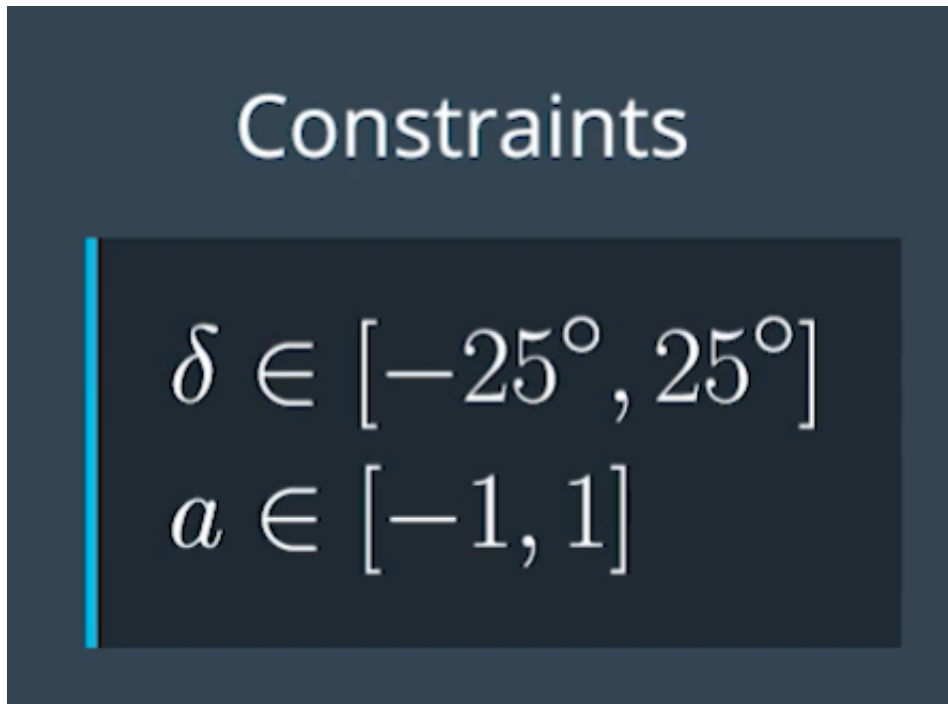 Constraints
δ ∈ [−25°, 25°]
a ∈ [−1, 1]